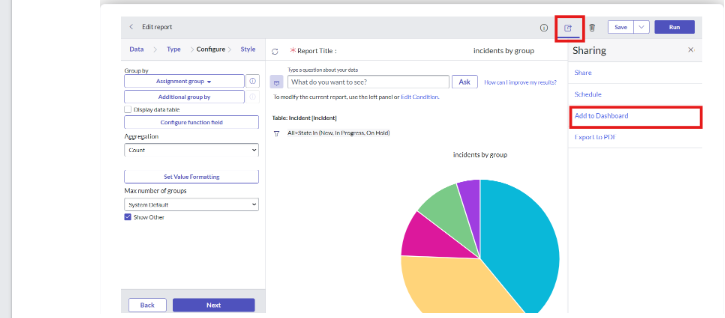 Edit report
Save
Run
Data > Type > Configure > Style
* Report Title :
incidents by group
Sharing
Group by
Assignment group
Additional group by
Display data table
Configure function field
Aggregation
Count
Set Value Formatting
Max number of groups
System Default
Show Other
Back
Next
Type a question about your data
What do you want to see?
Ask
How can I improve my results?
To modify the current report, use the left panel or Edit Condition.
Table: Incident [incident]
All>State In (New, In Progress, On Hold)
incidents by group
Share
Schedule
Add to Dashboard
Export to PDF